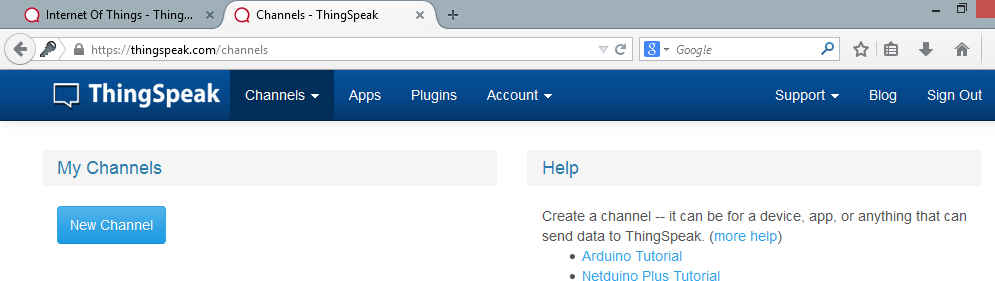 Internet Of Things - Thing...
Channels - ThingSpeak
https://thingspeak.com/channels
Google
ThingSpeak
Channels
Apps
Plugins
Account
Support
Blog
Sign Out
My Channels
New Channel
Help
Create a channel -- it can be for a device, app, or anything that can
send data to ThingSpeak. (more help)
Arduino Tutorial
Netduino Plus Tutorial